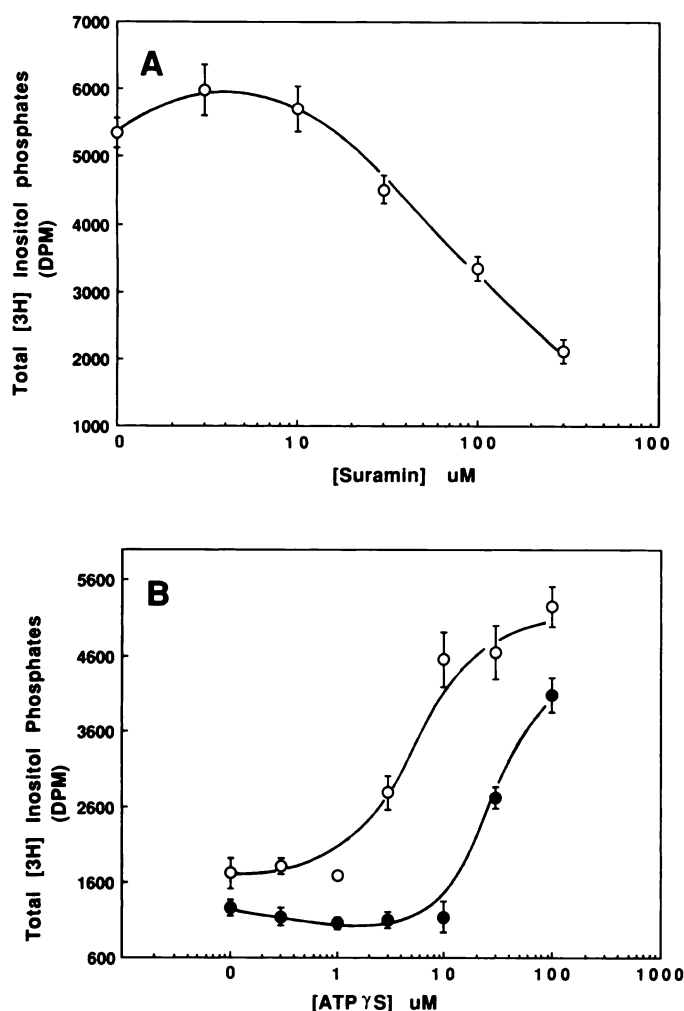 A
Total [3H] Inositol phosphates
(DPM)
7000
6000
5000
4000
3000
2000
1000
0 10 100 100
[Suramin] uM
B
Total [3H] Inositol Phosphates
(DPM)
5600
4600
3600
2600
1600
600
0 1 10 100 1000
[ATPγS] uM